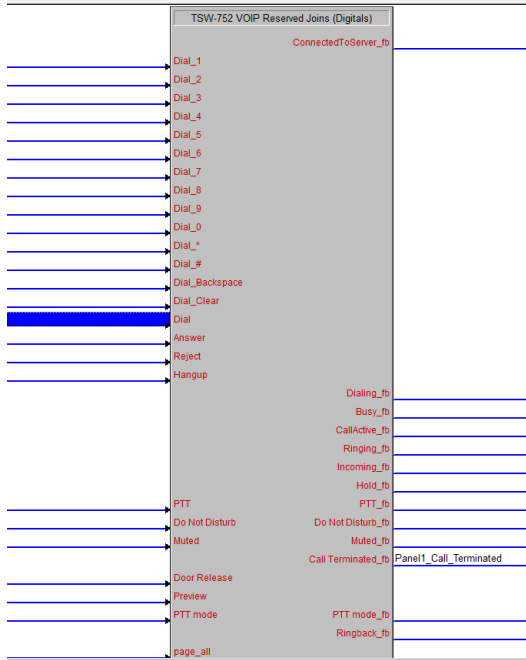 TSW-752 VOIP Reserved Joins (Digitals)
ConnectedToServer_fb
Dial_1
Dial_2
Dial_3
Dial_4
Dial_5
Dial_6
Dial_7
Dial_8
Dial_9
Dial_0
Dial_*
Dial_#
Dial_Backspace
Dial_Clear
Dial
Answer
Reject
Hangup
Dialing_fb
Busy_fb
CallActive_fb
Ringing_fb
Incoming_fb
Hold_fb
PTT PTT_fb
Do Not Disturb Do Not Disturb_fb
Muted Muted_fb
Call Terminated_fb Panel1_Call_Terminated
Door Release
Preview
PTT mode PTT mode_fb
Ringback_fb
page_all